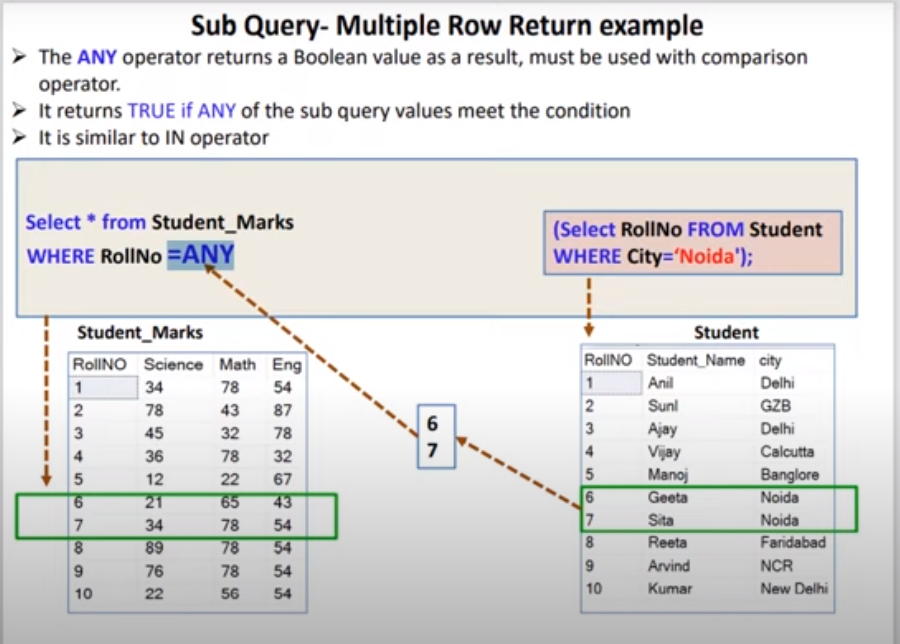 Sub Query- Multiple Row Return example
➢ The ANY operator returns a Boolean value as a result, must be used with comparison
operator.
➢ It returns TRUE if ANY of the sub query values meet the condition
➢ It is similar to IN operator
Select * from Student_Marks
WHERE RollNo =ANY
(Select RollNo FROM Student
WHERE City=‘Noida');
Student_Marks
RollNO Science Math Eng
1 34 78 54
2 78 43 87
3 45 32 78
4 36 78 32
5 12 22 67
6 21 65 43
7 34 78 54
8 89 78 54
9 76 78 54
10 22 56 54
6
7
Student
RollNO Student_Name city
1 Anil Delhi
2 Sunl GZB
3 Ajay Delhi
4 Vijay Calcutta
5 Manoj Banglore
6 Geeta Noida
7 Sita Noida
8 Reeta Faridabad
9 Arvind NCR
10 Kumar New Delhi